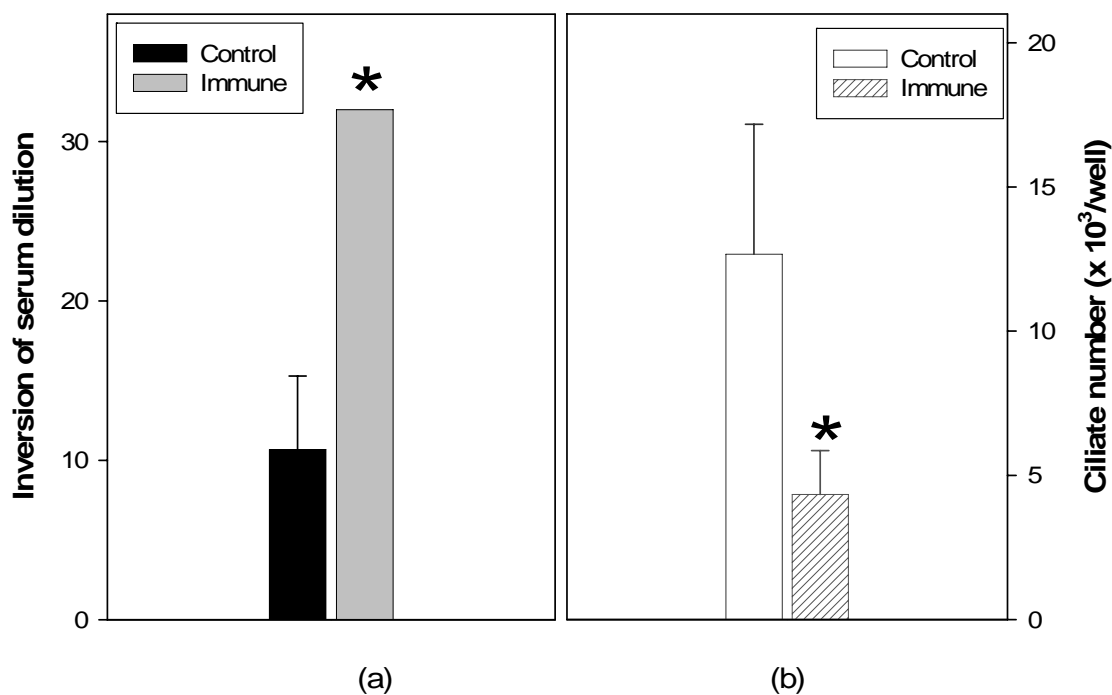 Control
Immune
*
Inversion of serum dilution
30
20
10
0
(a)
Control
Immune
*
20
15
10
5
0
Ciliate number (x 10³/well)
(b)